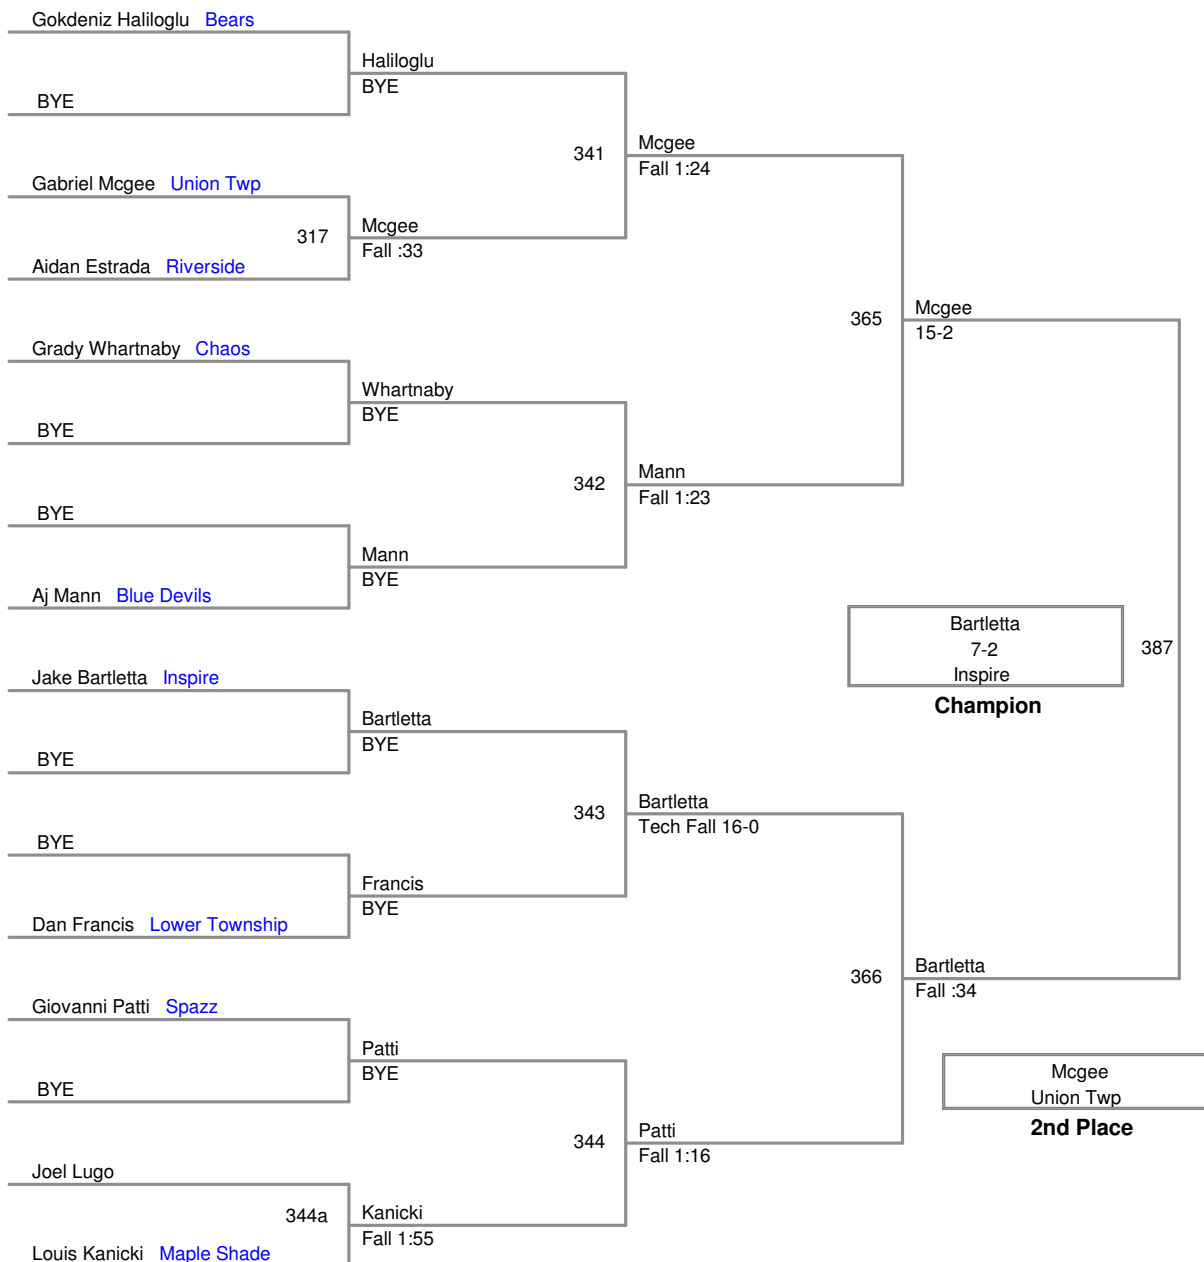 Gokdeniz Haliloglu Bears
Haliloglu
BYE
BYE
341
Mcgee
Fall 1:24
Gabriel Mcgee Union Twp
317
Mcgee
Fall :33
Aidan Estrada Riverside
365
Mcgee
15-2
Grady Whartnaby Chaos
Whartnaby
BYE
BYE
342
Mann
Fall 1:23
BYE
Mann
BYE
Aj Mann Blue Devils
Bartletta
7-2
Inspire
387
Champion
Jake Bartletta Inspire
Bartletta
BYE
BYE
343
Bartletta
Tech Fall 16-0
BYE
Francis
BYE
Dan Francis Lower Township
366
Bartletta
Fall :34
Giovanni Patti Spazz
Patti
BYE
BYE
Mcgee
Union Twp
2nd Place
344
Patti
Fall 1:16
Joel Lugo
344a
Kanicki
Fall 1:55
Louis Kanicki Maple Shade